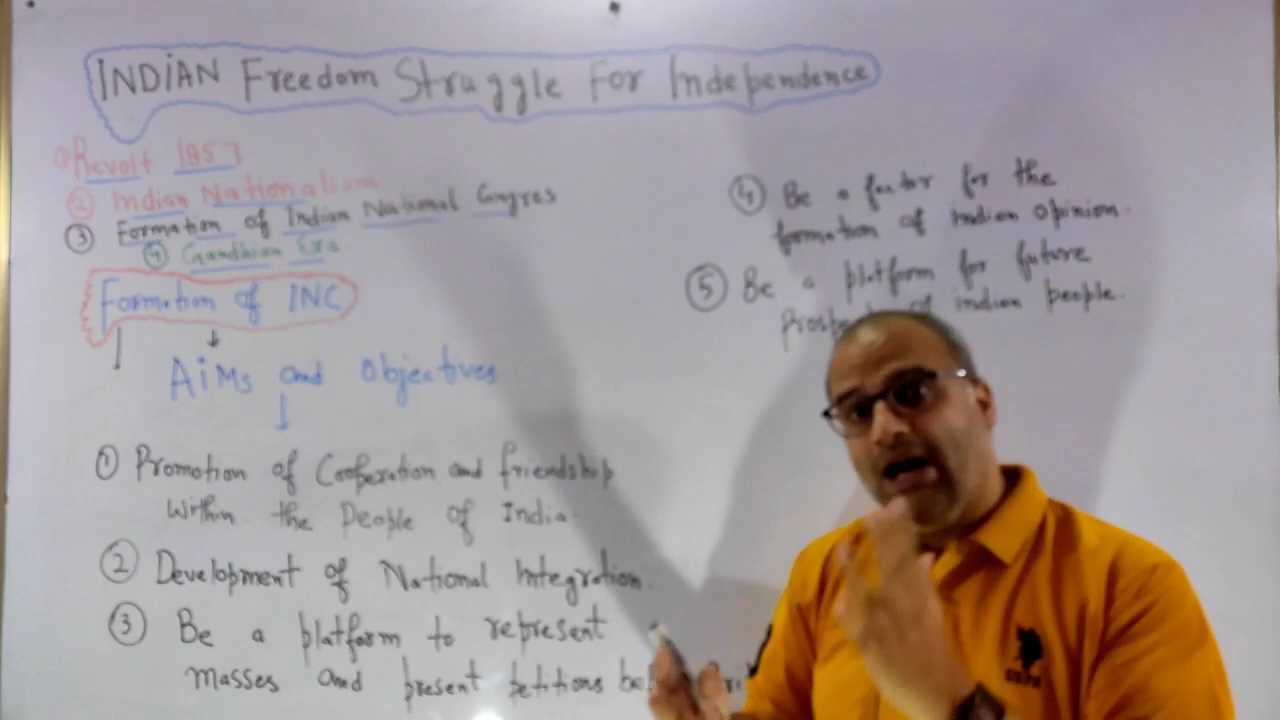 INDIAN Freedom Struggle For Independence
① Revolt 1857
② Indian Nationalism
③ Formation of Indian National Congres
④ Gandhian Era
Formation of INC
AiMs and Objectives
① Promotion of Cooperation and friendship
within the People of India.
② Development of National Integration.
③ Be a platform to represent
masses and present petitions
④ Be a factor for the
formation of indian opinion.
⑤ Be a platform for future
indian people.